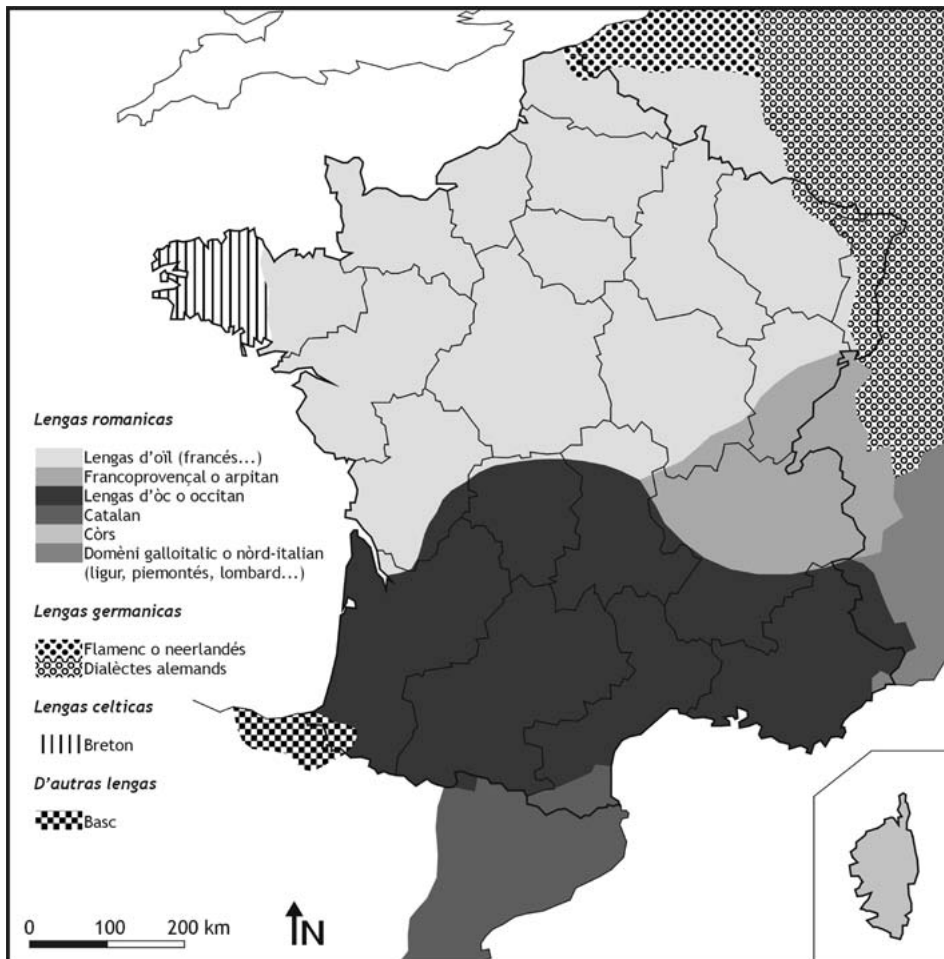 Lengas romanicas
Lengas d'oïl (francés...)
Francoprovençal o arpitan
Lengas d'òc o occitan
Catalan
Còrs
Domèni galloitalic o nòrd-italian
(ligur, piemontés, lombard...)
Lengas germanicas
Flamenc o neerlandés
Dialèctes alemands
Lengas celticas
Breton
D'autras lengas
Basc
0 100 200 km
N